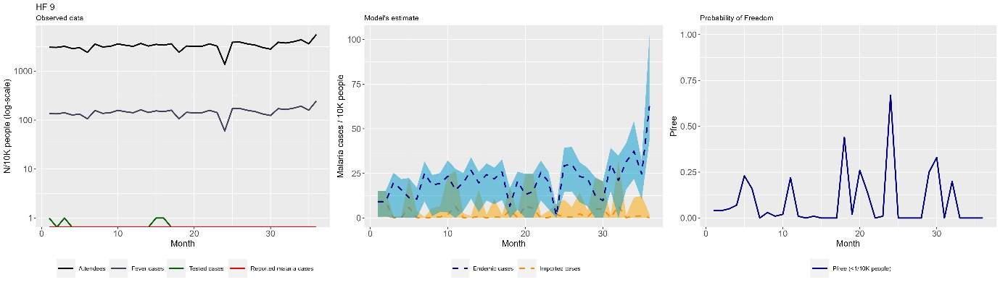 HF 9
Observed data
N/10K people (log-scale)
1000
100
10
1
0
10
20
30
Month
Attendees
Fever cases
Tested cases
Reported malaria cases
Model's estimate
Malaria cases / 10K people
100
75
50
25
0
0
10
20
30
Month
Endemic cases
Imported cases
Probability of Freedom
Pfree
1.00
0.75
0.50
0.25
0.00
0
10
20
30
Month
Pfree (<1/10K people)